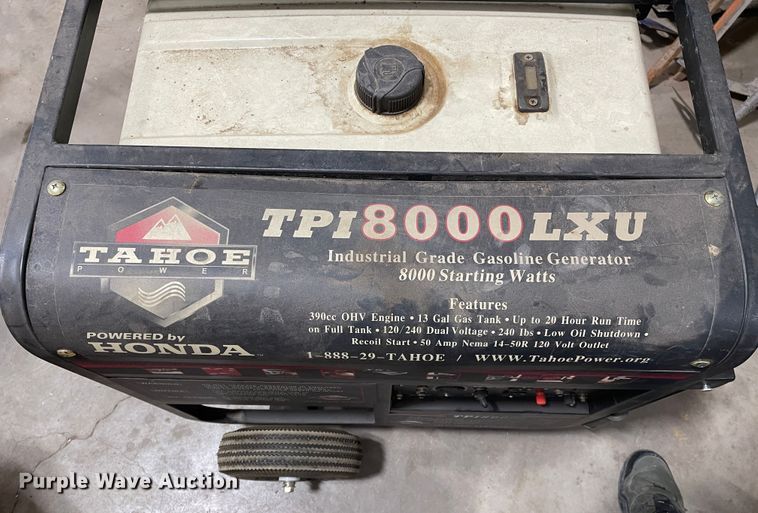 TPI8000LXU
Industrial Grade Gasoline Generator
8000 Starting Watts
TAHOE
POWER
POWERED by
HONDA
Features
390cc OHV Engine • 13 Gal Gas Tank • Up to 20 Hour Run Time
on Full Tank • 120/240 Dual Voltage • 240 lbs • Low Oil Shutdown •
Recoil Start • 50 Amp Nema 14-50R 120 Volt Outlet
1-888-29-TAHOE / WWW.TahoePower.org
Purple Wave Auction